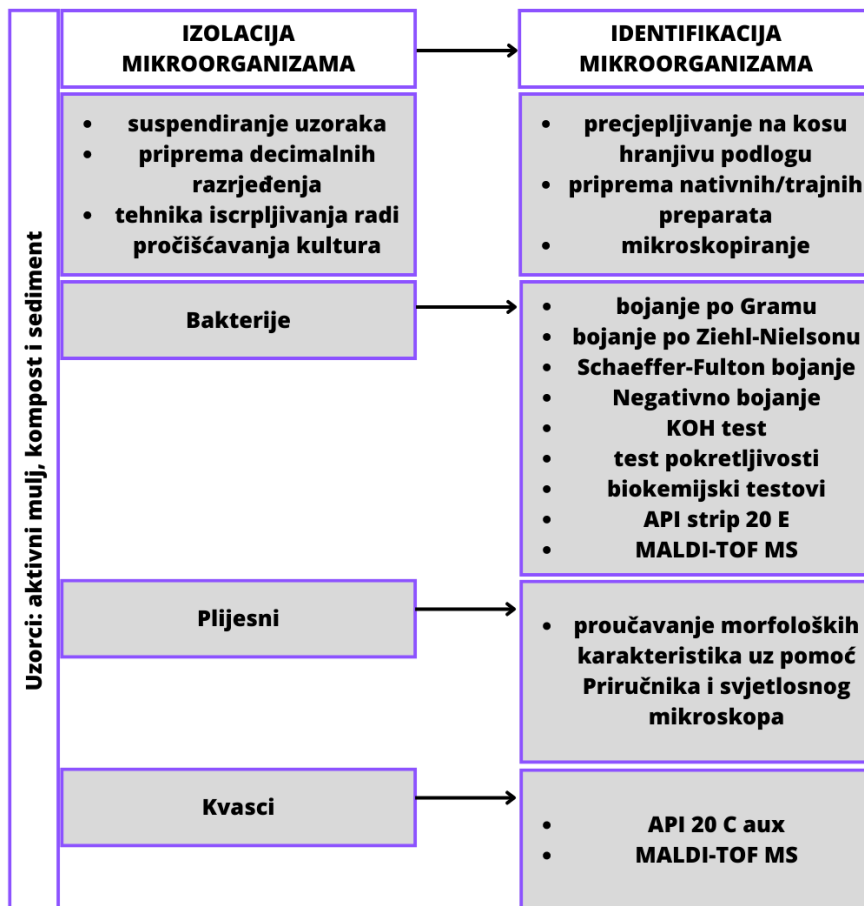 Uzorci: aktivni mulj, kompost i sediment
IZOLACIJA
MIKROORGANIZAMA
IDENTIFIKACIJA
MIKROORGANIZAMA
• suspendiranje uzoraka
• priprema decimalnih
razrjeđenja
• tehnika iscrpljivanja radi
pročišćavanja kultura
• precjepljivanje na kosu
hranjivu podlogu
• priprema nativnih/trajnih
preparata
• mikroskopiranje
Bakterije
• bojanje po Gramu
• bojanje po Ziehl-Nielsonu
• Schaeffer-Fulton bojanje
• Negativno bojanje
• KOH test
• test pokretljivosti
• biokemijski testovi
• API strip 20 E
• MALDI-TOF MS
Plijesni
• proučavanje morfoloških
karakteristika uz pomoć
Priručnika i svjetlosnog
mikroskopa
Kvasci
• API 20 C aux
• MALDI-TOF MS